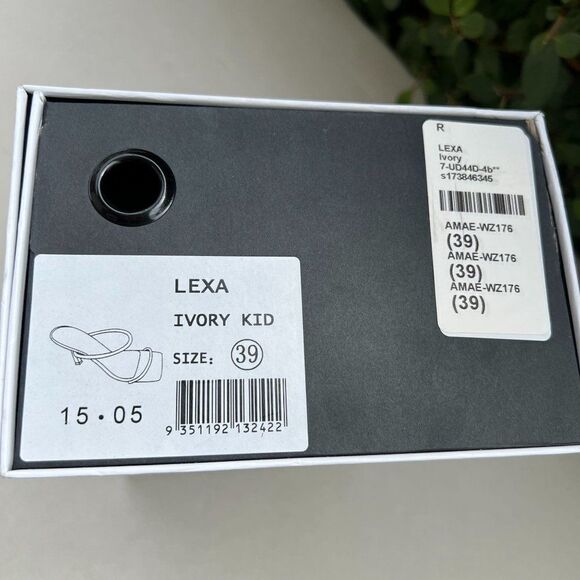 LEXA
IVORY KID
SIZE: 39
15 • 05
9 351192 132422
R
LEXA
Ivory
7-UD44D-4b**
s173846345
AMAE-WZ176
(39)
AMAE-WZ176
(39)
AMAE-WZ176
(39)